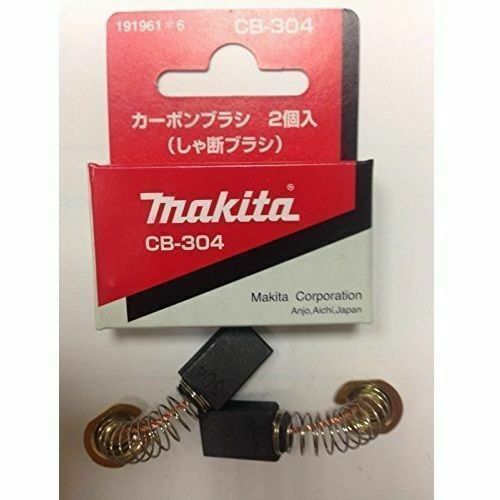 191961*6
CB-304
カーボンブラシ 2個入
(しゃ断ブラシ)
makita®
CB-304
Makita Corporation
Anjo,Aichi,Japan
304